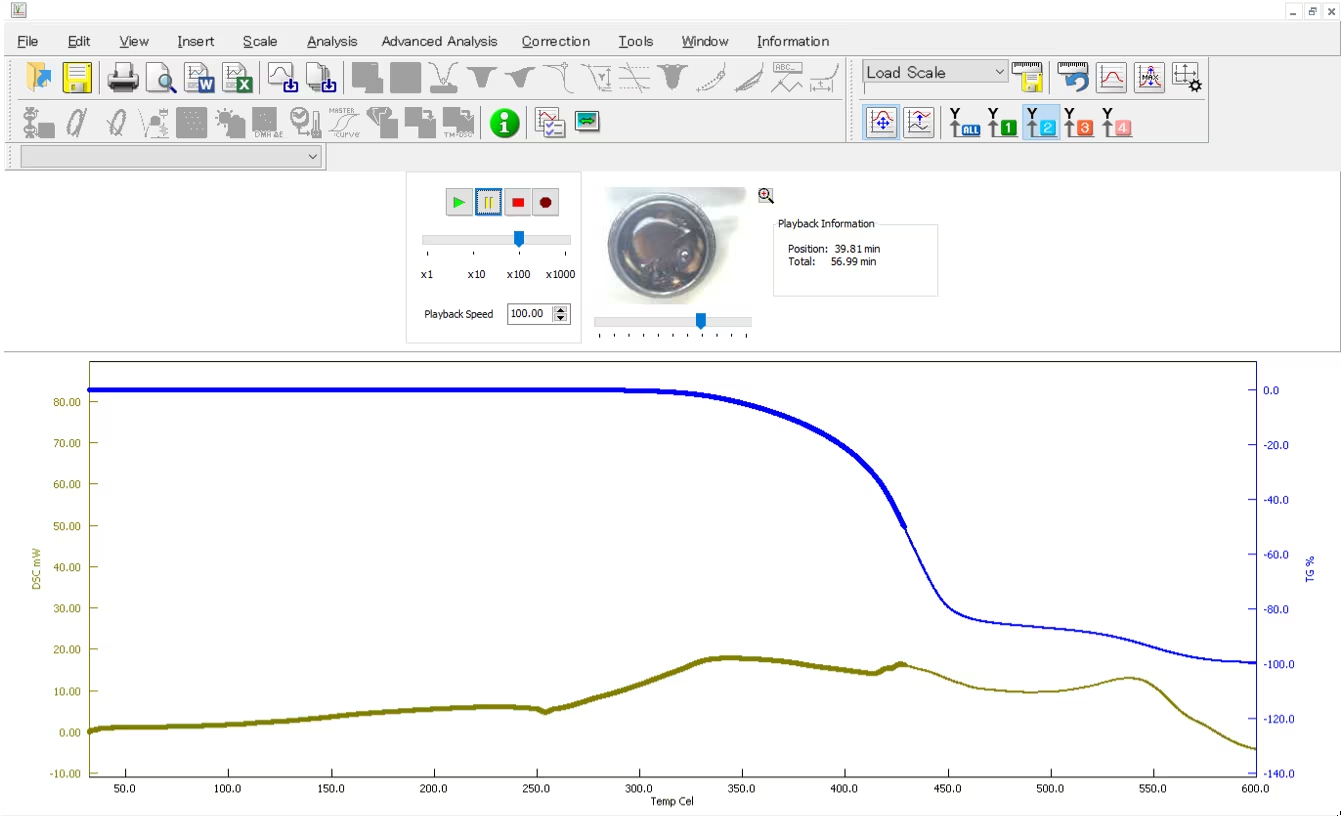 File Edit View Insert Scale Analysis Advanced Analysis Correction Tools Window Information
W X ABC Load Scale MAX
DMA ΔE MASTER CURVE TM-DSC i Y ALL Y 1 Y 2 Y 3 Y 4
x1 x10 x100 x1000
Playback Speed 100.00
Playback Information
Position: 39.81 min
Total: 56.99 min
DSC mW
80.00
70.00
60.00
50.00
40.00
30.00
20.00
10.00
0.00
-10.00
0.0
-20.0
-40.0
-60.0
-80.0
-100.0
-120.0
-140.0
TG %
50.0 100.0 150.0 200.0 250.0 300.0 350.0 400.0 450.0 500.0 550.0 600.0
Temp Cel